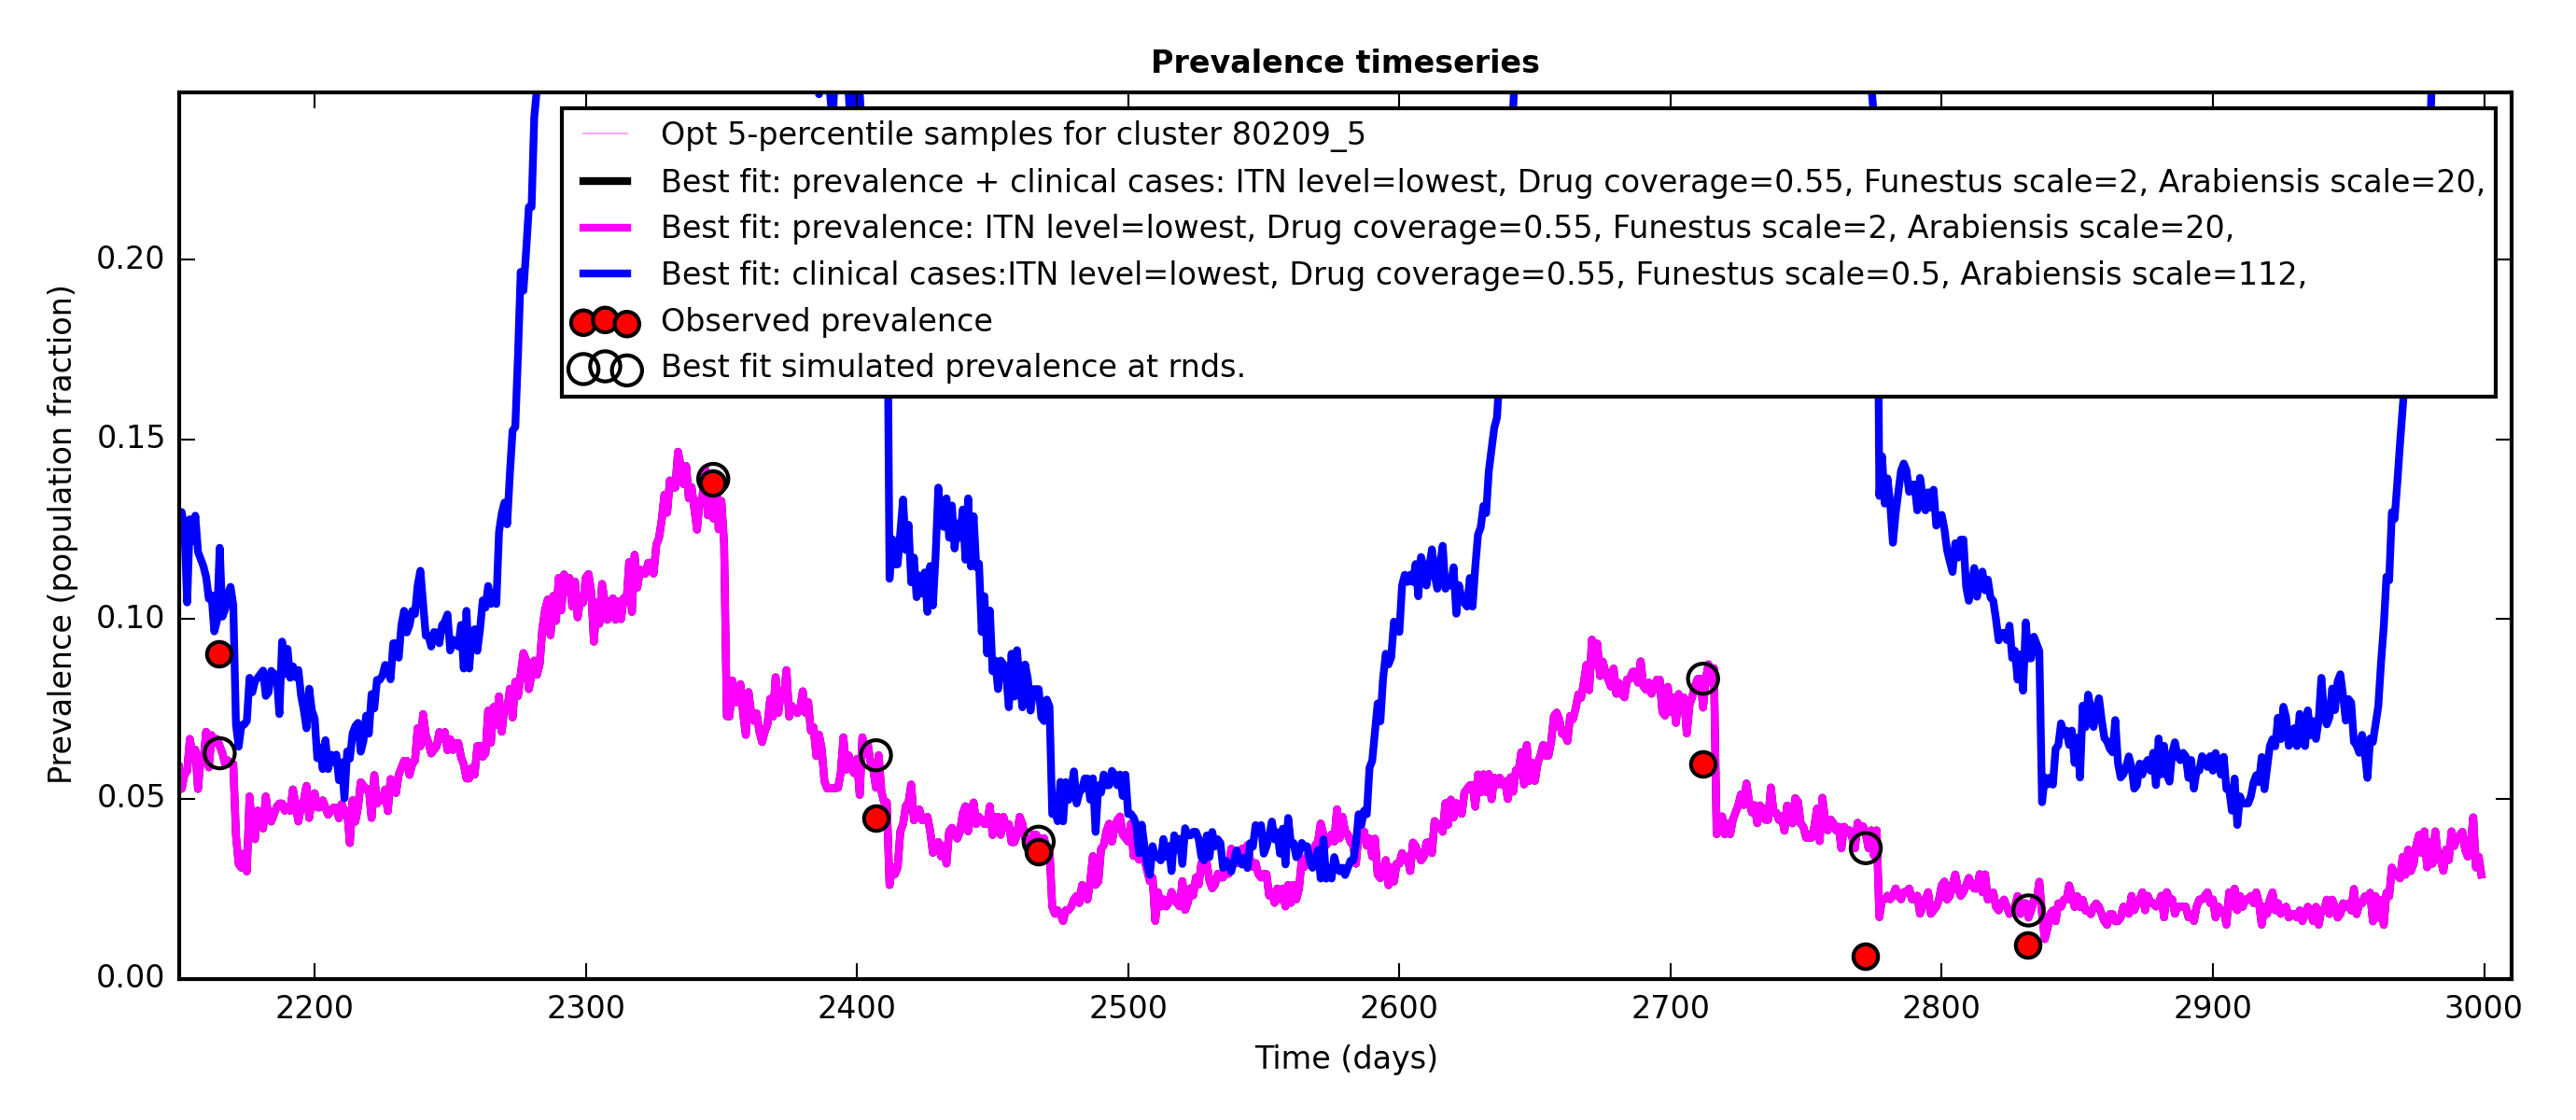 Prevalence timeseries
Opt 5-percentile samples for cluster 80209_5
Best fit: prevalence + clinical cases: ITN level=lowest, Drug coverage=0.55, Funestus scale=2, Arabiensis scale=20,
Best fit: prevalence: ITN level=lowest, Drug coverage=0.55, Funestus scale=2, Arabiensis scale=20,
Best fit: clinical cases:ITN level=lowest, Drug coverage=0.55, Funestus scale=0.5, Arabiensis scale=112,
Observed prevalence
Best fit simulated prevalence at rnds.
Prevalence (population fraction)
0.20
0.15
0.10
0.05
0.00
2200 2300 2400 2500 2600 2700 2800 2900 3000
Time (days)